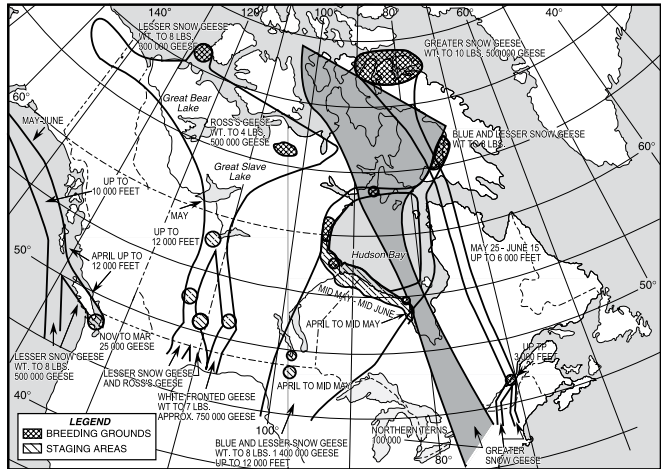 140°
120°
100°
80°
60°
40°
LESSER SNOW GEESE
WT. TO 8 LBS.
300 000 GEESE
GREATER SNOW GEESE
WT. TO 10 LBS, 500 000 GEESE
60°
MAY-JUNE
Great Bear
Lake
ROSS'S GEESE
WT. TO 4 LBS,
500 000 GEESE
BLUE AND LESSER SNOW GEESE
WT TO 8 LBS.
60°
Great Slave
Lake
UP TO
10 000 FEET
MAY
UP TO
12 000 FEET
50°
APRIL UP TO
12 000 FEET
Hudson Bay
MAY 25 - JUNE 15
UP TO 6 000 FEET
50°
MID MAY - MID JUNE
APRIL TO MID MAY
NOV TO MAR
25 000 GEESE
UP TP
3 000 FEET
LESSER SNOW GEESE
WT. TO 8 LBS.
500 000 GEESE
LESSER SNOW GEESE
AND ROSS'S GEESE
APRIL TO MID MAY
40°
WHITE FRONTED GEESE
WT TO 7 LBS.
APPROX. 750 000 GEESE
100°
LEGEND
BREEDING GROUNDS
STAGING AREAS
NORTHERN TERNS
100 000
BLUE AND LESSER SNOW GEESE
WT. TO 8 LBS. 1 400 000 GEESE
UP TO 12 000 FEET
80°
GREATER
SNOW GEESE